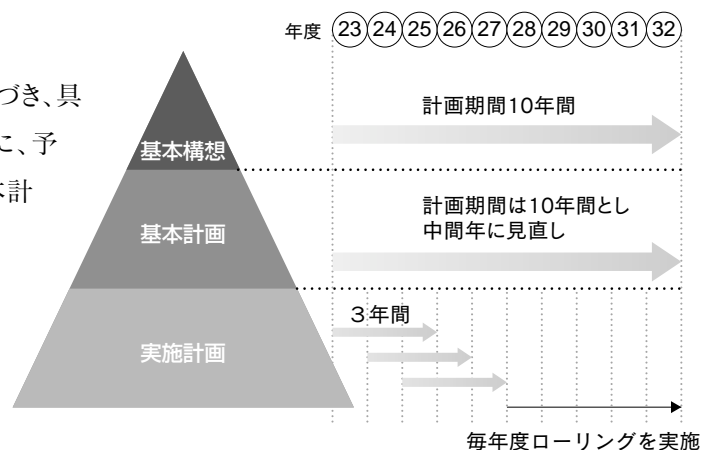 年度 23 24 25 26 27 28 29 30 31 32
づき、具
に、予
計
基本構想
計画期間10年間
基本計画
計画期間は10年間とし
中間年に見直し
実施計画
3年間
毎年度ローリングを実施